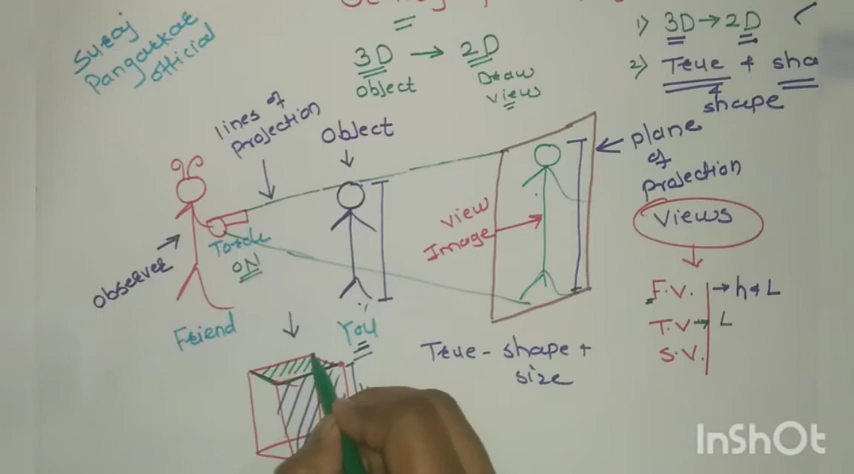 Suraj
Pangarkar
official
3D → 2D
object
Draw
view
1) 3D → 2D
2) True + sha
shape
lines of
projection
object
plane
of
projection
view
Image
Views
observer
Torch
ON
Friend
You
True - shape +
size
F.V. → h & L
T.V → L
S.V.
InShOt